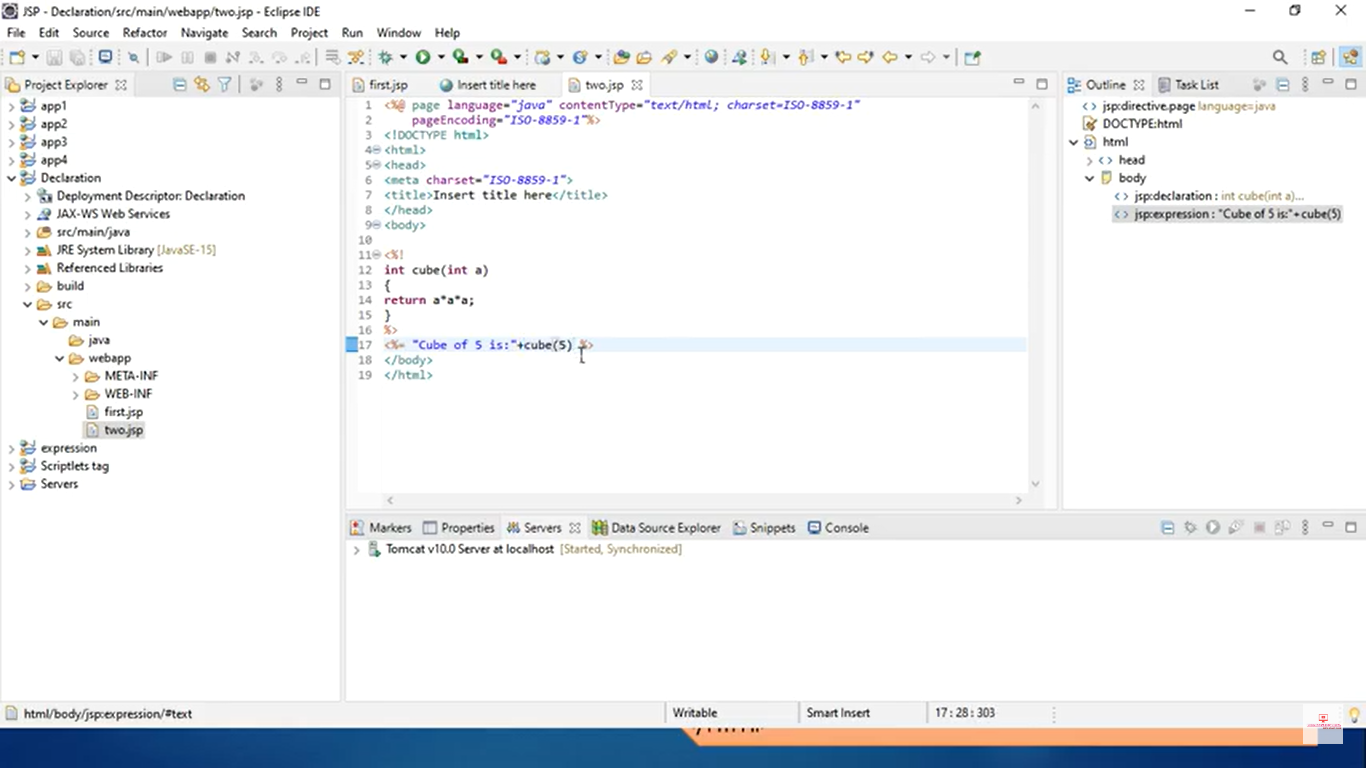 JSP - Declaration/src/main/webapp/two.jsp - Eclipse IDE
File Edit Source Refactor Navigate Search Project Run Window Help
Project Explorer
app1
app2
app3
app4
Declaration
Deployment Descriptor: Declaration
JAX-WS Web Services
src/main/java
JRE System Library [JavaSE-15]
Referenced Libraries
build
src
main
java
webapp
META-INF
WEB-INF
first.jsp
two.jsp
expression
Scriptlets tag
Servers
first.jsp Insert title here two.jsp
1 <%@ page language="java" contentType="text/html; charset=ISO-8859-1"
2 pageEncoding="ISO-8859-1"%>
3 <!DOCTYPE html>
4 <html>
5 <head>
6 <meta charset="ISO-8859-1">
7 <title>Insert title here</title>
8 </head>
9 <body>
10
11 <%!
12 int cube(int a)
13 {
14 return a*a*a;
15 }
16 %>
17 <%= "Cube of 5 is:"+cube(5) %>
18 </body>
19 </html>
Outline Task List
jsp:directive.page language=java
DOCTYPE:html
html
head
body
jsp:declaration : int cube(int a)...
jsp:expression : "Cube of 5 is:"+cube(5)
Markers Properties Servers Data Source Explorer Snippets Console
Tomcat v10.0 Server at localhost [Started, Synchronized]
html/body/jsp:expression/#text Writable Smart Insert 17 : 28 : 303